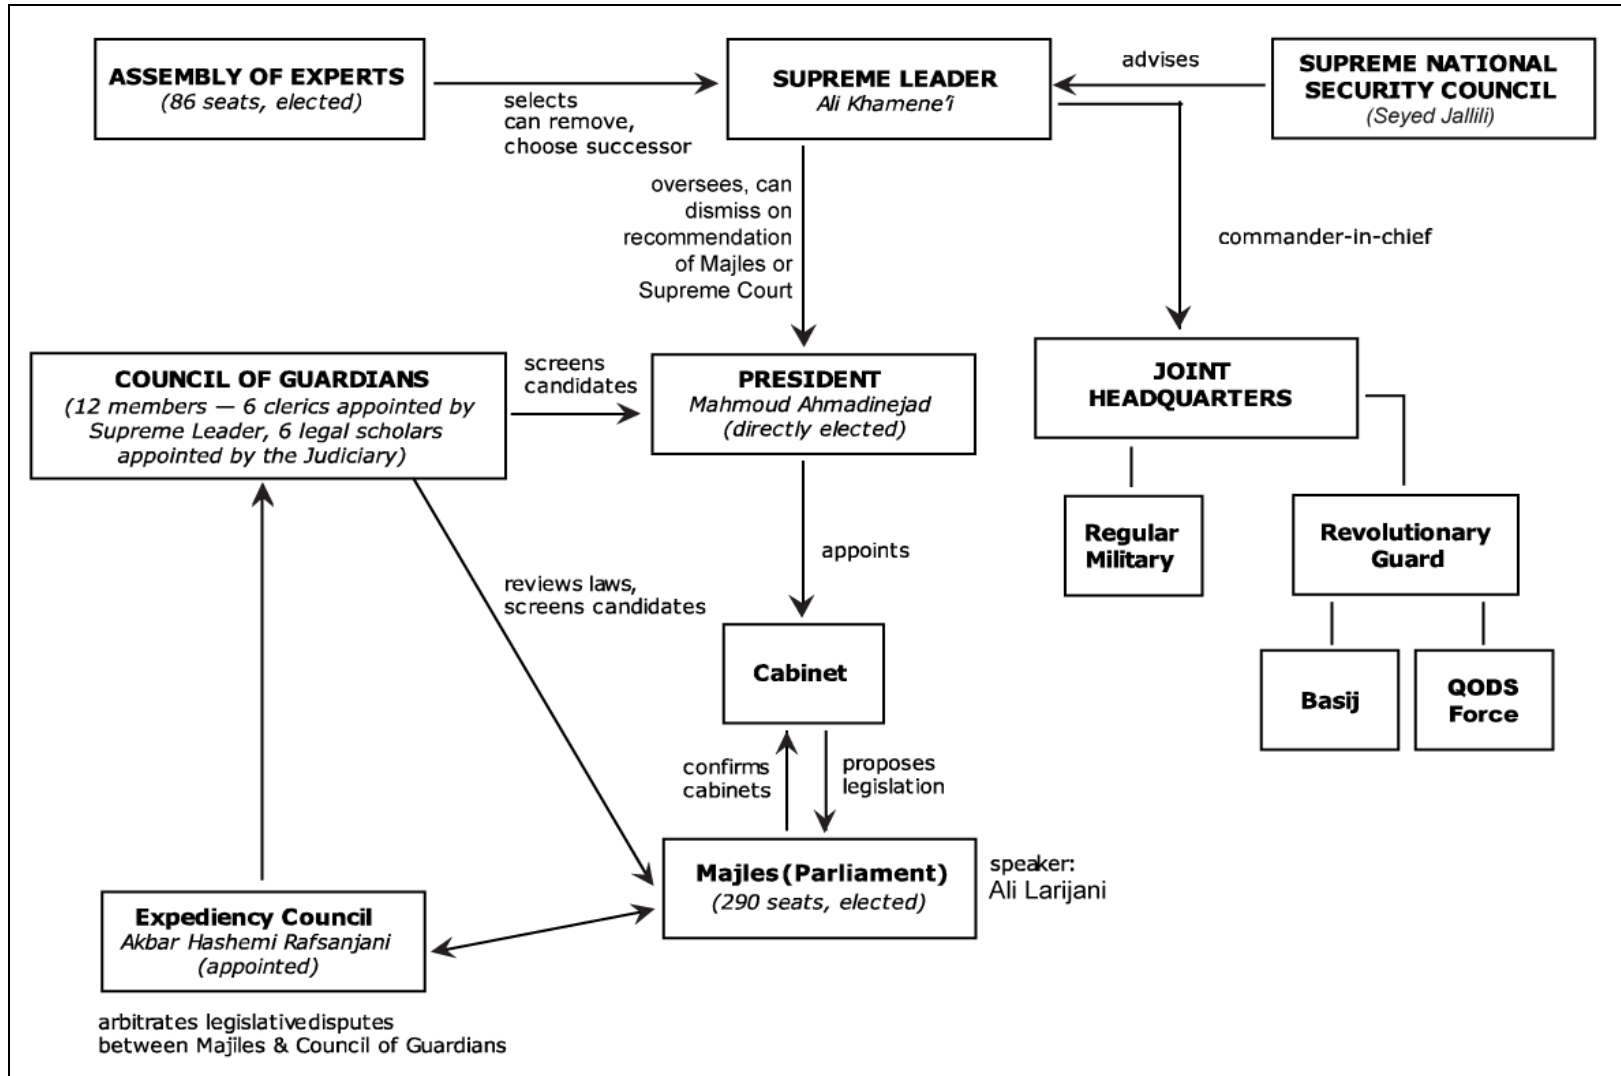 ASSEMBLY OF EXPERTS
(86 seats, elected)
selects
can remove,
choose successor
SUPREME LEADER
Ali Khamene'i
advises
SUPREME NATIONAL
SECURITY COUNCIL
(Seyed Jallili)
oversees, can
dismiss on
recommendation
of Majles or
Supreme Court
commander-in-chief
COUNCIL OF GUARDIANS
(12 members — 6 clerics appointed by
Supreme Leader, 6 legal scholars
appointed by the Judiciary)
screens
candidates
PRESIDENT
Mahmoud Ahmadinejad
(directly elected)
JOINT
HEADQUARTERS
Regular
Military
Revolutionary
Guard
appoints
reviews laws,
screens candidates
Cabinet
Basij
QODS
Force
confirms
cabinets
proposes
legislation
Majles (Parliament)
(290 seats, elected)
speaker:
Ali Larijani
Expediency Council
Akbar Hashemi Rafsanjani
(appointed)
arbitrates legislative disputes
between Majiles & Council of Guardians